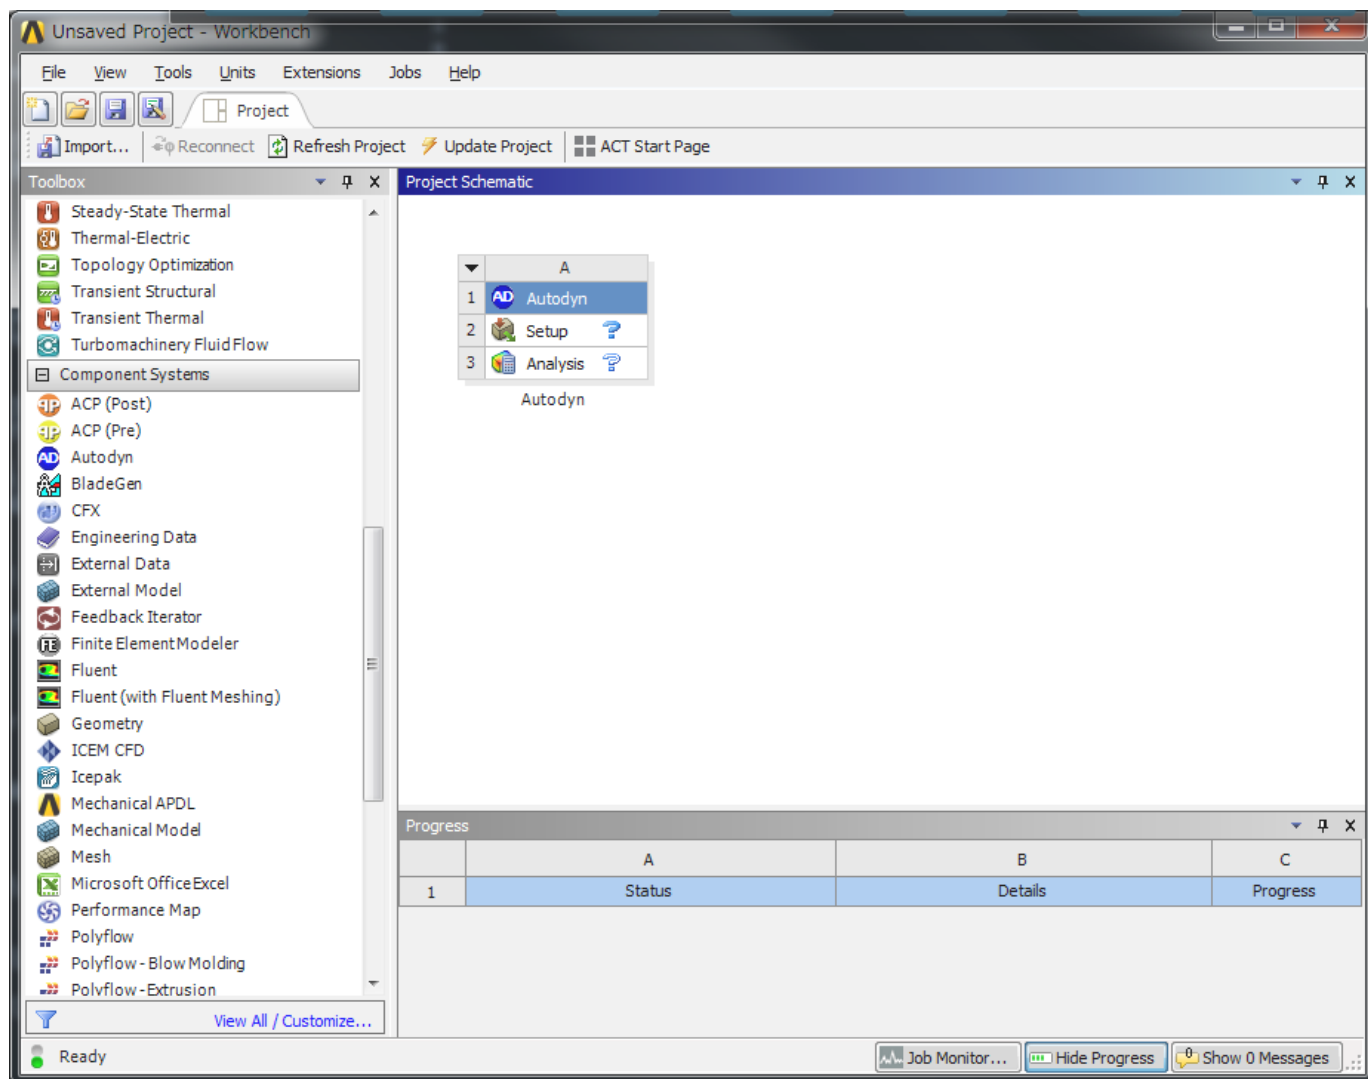 Unsaved Project - Workbench
File View Tools Units Extensions Jobs Help
Project
Import... Reconnect Refresh Project Update Project ACT Start Page
Toolbox
Steady-State Thermal
Thermal-Electric
Topology Optimization
Transient Structural
Transient Thermal
Turbomachinery Fluid Flow
Component Systems
ACP (Post)
ACP (Pre)
AD Autodyn
BladeGen
CFX
Engineering Data
External Data
External Model
Feedback Iterator
FE Finite Element Modeler
Fluent
Fluent (with Fluent Meshing)
Geometry
ICEM CFD
Icepak
Mechanical APDL
Mechanical Model
Mesh
Microsoft Office Excel
Performance Map
Polyflow
Polyflow - Blow Molding
Polyflow - Extrusion
View All / Customize...
Project Schematic
A
1 AD Autodyn
2 Setup ?
3 Analysis ?
Autodyn
Progress
A B C
1 Status Details Progress
Ready
Job Monitor... Hide Progress 0 Show 0 Messages